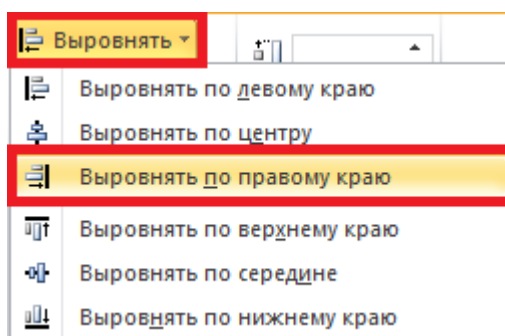 Выровнять
Выровнять по левому краю
Выровнять по центру
Выровнять по правому краю
Выровнять по верхнему краю
Выровнять по середине
Выровнять по нижнему краю